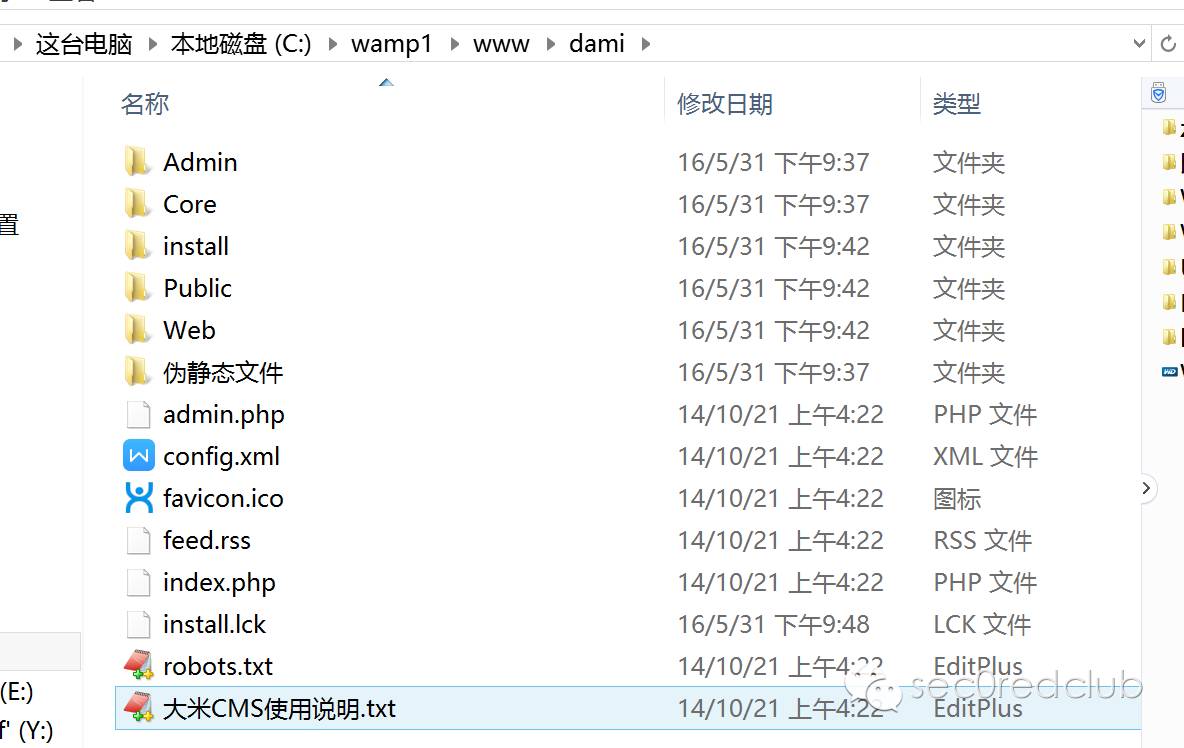 这台电脑 本地磁盘 (C:) wamp1 www dami
名称 修改日期 类型
Admin 16/5/31 下午9:37 文件夹
Core 16/5/31 下午9:37 文件夹
install 16/5/31 下午9:42 文件夹
Public 16/5/31 下午9:42 文件夹
置
Web 16/5/31 下午9:42 文件夹
伪静态文件 16/5/31 下午9:37 文件夹
admin.php 14/10/21 上午4:22 PHP 文件
config.xml 14/10/21 上午4:22 XML 文件
favicon.ico 14/10/21 上午4:22 图标
feed.rss 14/10/21 上午4:22 RSS 文件
index.php 14/10/21 上午4:22 PHP 文件
install.lck 16/5/31 下午9:48 LCK 文件
robots.txt 14/10/21 上午4:22 EditPlus
(E:)
sec0redclub
大米CMS使用说明.txt 14/10/21 上午4:22 EditPlus
(Y:)